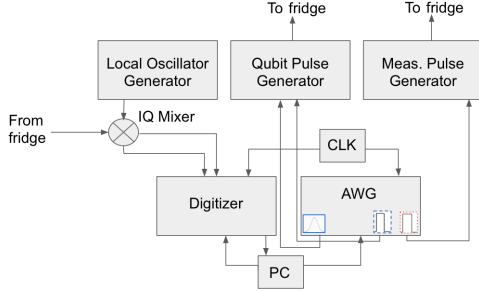 To fridge
To fridge
Local Oscillator
Generator
Qubit Pulse
Generator
Meas. Pulse
Generator
From
fridge
IQ Mixer
CLK
Digitizer
AWG
PC